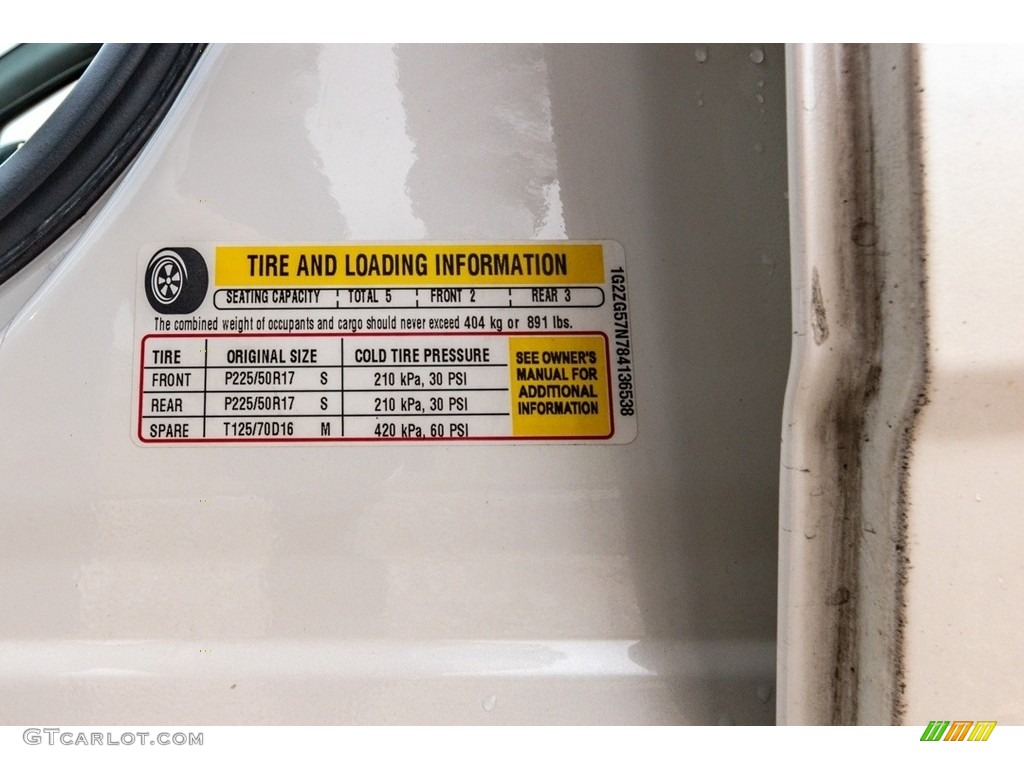 TIRE AND LOADING INFORMATION
SEATING CAPACITY TOTAL 5 FRONT 2 REAR 3
The combined weight of occupants and cargo should never exceed 404 kg or 891 lbs.
TIRE ORIGINAL SIZE COLD TIRE PRESSURE
FRONT P225/50R17 S 210 kPa, 30 PSI
REAR P225/50R17 S 210 kPa, 30 PSI
SPARE T125/70D16 M 420 kPa, 60 PSI
SEE OWNER'S
MANUAL FOR
ADDITIONAL
INFORMATION
1G2ZG57N784136538
GTCARLOT.COM